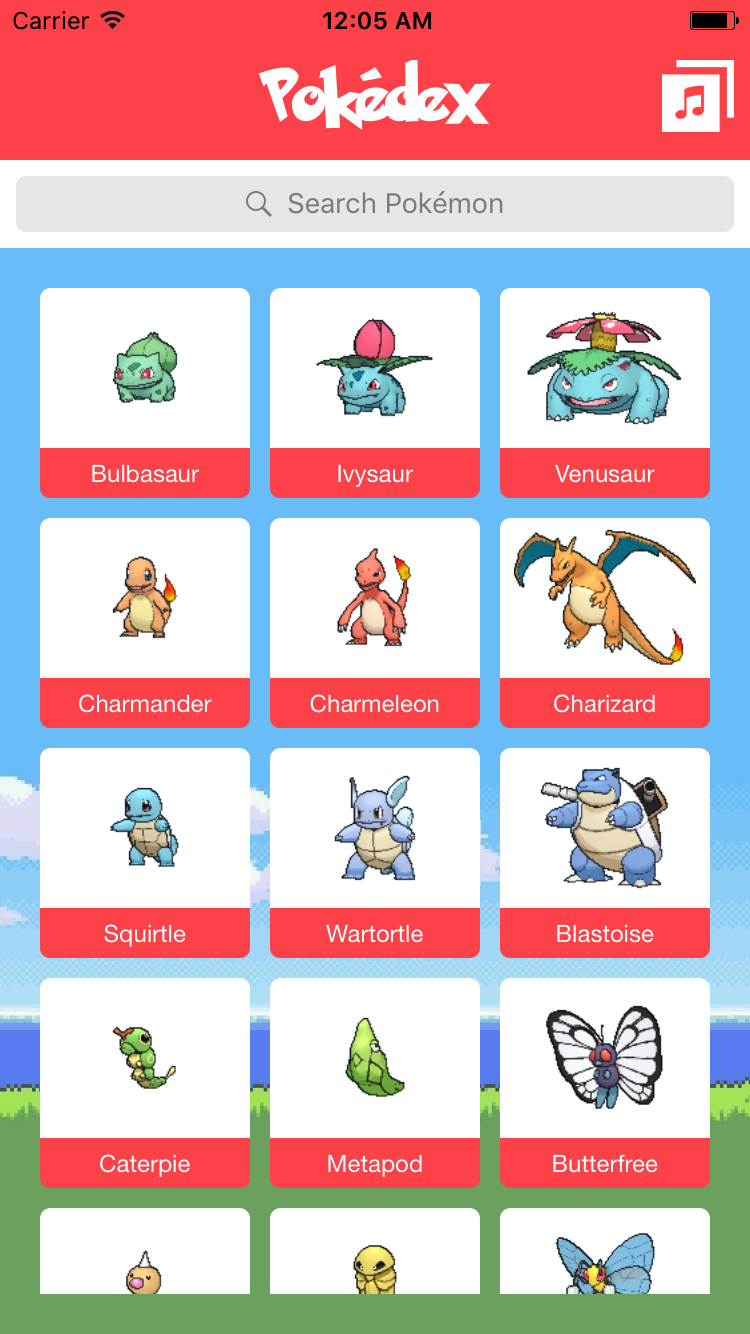 Carrier 12:05 AM
Pokédex
Search Pokémon
Bulbasaur Ivysaur Venusaur
Charmander Charmeleon Charizard
Squirtle Wartortle Blastoise
Caterpie Metapod Butterfree